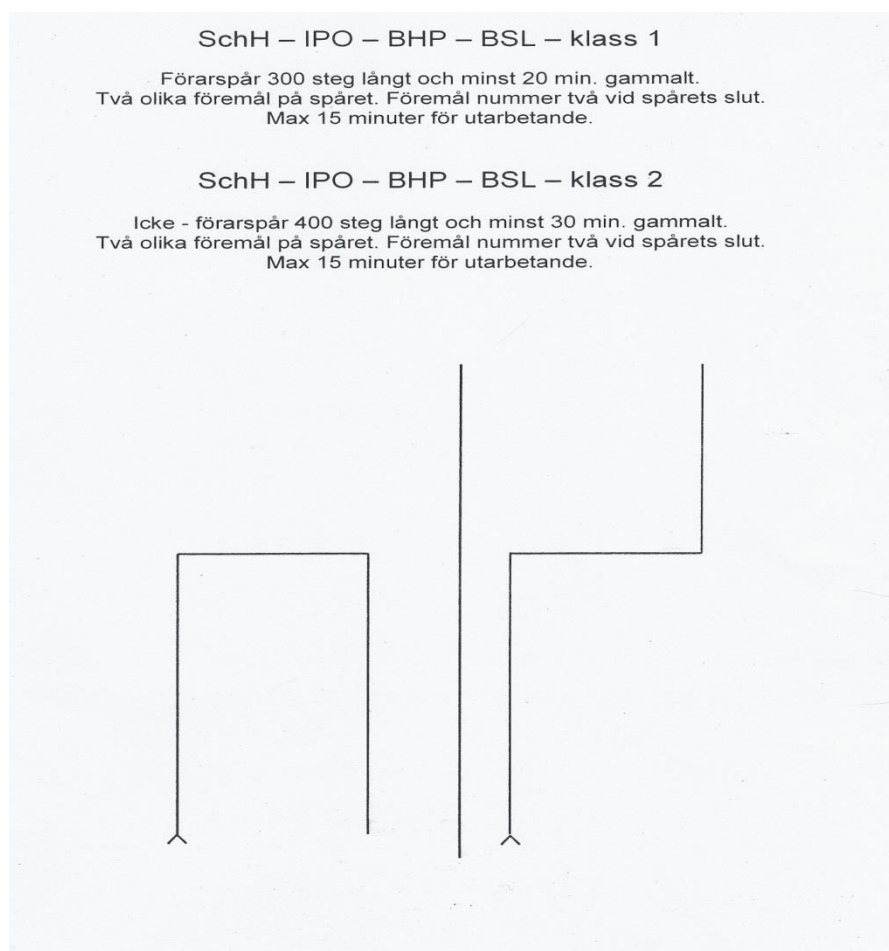 SchH – IPO – BHP – BSL – klass 1
Förarspår 300 steg långt och minst 20 min. gammalt.
Två olika föremål på spåret. Föremål nummer två vid spårets slut.
Max 15 minuter för utarbetande.
SchH – IPO – BHP – BSL – klass 2
Icke - förarspår 400 steg långt och minst 30 min. gammalt.
Två olika föremål på spåret. Föremål nummer två vid spårets slut.
Max 15 minuter för utarbetande.